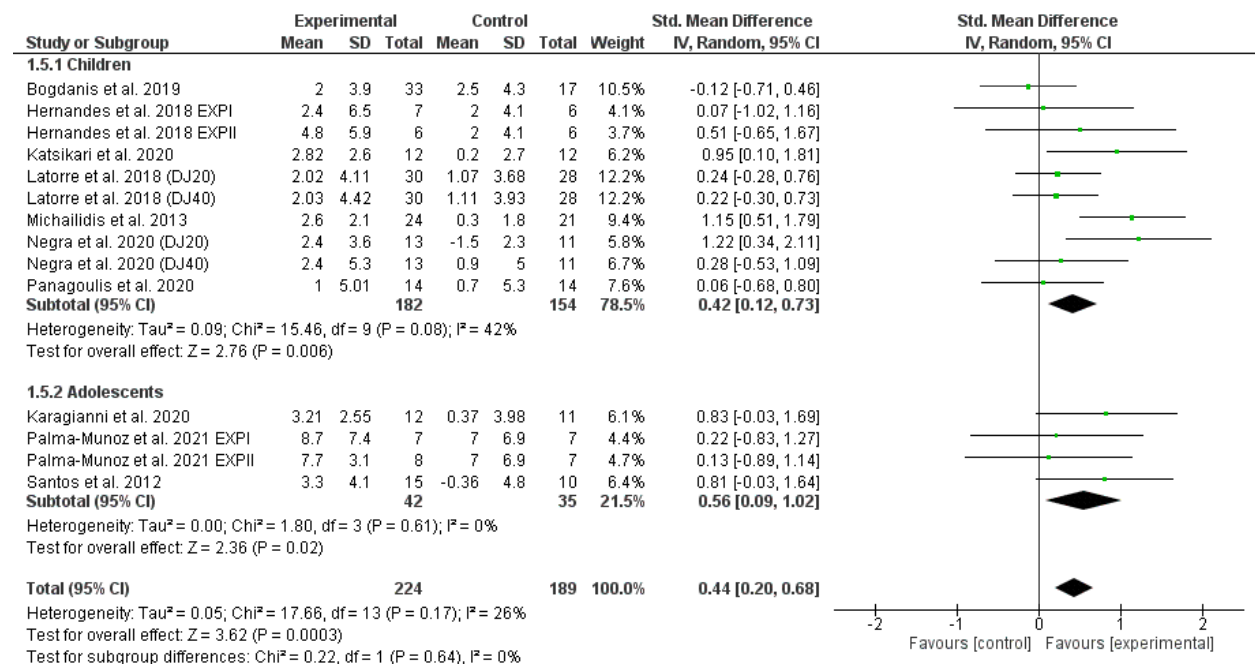 Experimental Control Std. Mean Difference Std. Mean Difference
Study or Subgroup Mean SD Total Mean SD Total Weight IV, Random, 95% CI IV, Random, 95% CI
1.5.1 Children
Bogdanis et al. 2019 2 3.9 33 2.5 4.3 17 10.5% -0.12 [-0.71, 0.46]
Hernandes et al. 2018 EXPI 2.4 6.5 7 2 4.1 6 4.1% 0.07 [-1.02, 1.16]
Hernandes et al. 2018 EXPII 4.8 5.9 6 2 4.1 6 3.7% 0.51 [-0.65, 1.67]
Katsikari et al. 2020 2.82 2.6 12 0.2 2.7 12 6.2% 0.95 [0.10, 1.81]
Latorre et al. 2018 (DJ20) 2.02 4.11 30 1.07 3.68 28 12.2% 0.24 [-0.28, 0.76]
Latorre et al. 2018 (DJ40) 2.03 4.42 30 1.11 3.93 28 12.2% 0.22 [-0.30, 0.73]
Michailidis et al. 2013 2.6 2.1 24 0.3 1.8 21 9.4% 1.15 [0.51, 1.79]
Negra et al. 2020 (DJ20) 2.4 3.6 13 -1.5 2.3 11 5.8% 1.22 [0.34, 2.11]
Negra et al. 2020 (DJ40) 2.4 5.3 13 0.9 5 11 6.7% 0.28 [-0.53, 1.09]
Panagoulis et al. 2020 1 5.01 14 0.7 5.3 14 7.6% 0.06 [-0.68, 0.80]
Subtotal (95% CI) 182 154 78.5% 0.42 [0.12, 0.73]
Heterogeneity: Tau² = 0.09; Chi² = 15.46, df = 9 (P = 0.08); I² = 42%
Test for overall effect: Z = 2.76 (P = 0.006)
1.5.2 Adolescents
Karagianni et al. 2020 3.21 2.55 12 0.37 3.98 11 6.1% 0.83 [-0.03, 1.69]
Palma-Munoz et al. 2021 EXPI 8.7 7.4 7 7 6.9 7 4.4% 0.22 [-0.83, 1.27]
Palma-Munoz et al. 2021 EXPII 7.7 3.1 8 7 6.9 7 4.7% 0.13 [-0.89, 1.14]
Santos et al. 2012 3.3 4.1 15 -0.36 4.8 10 6.4% 0.81 [-0.03, 1.64]
Subtotal (95% CI) 42 35 21.5% 0.56 [0.09, 1.02]
Heterogeneity: Tau² = 0.00; Chi² = 1.80, df = 3 (P = 0.61); I² = 0%
Test for overall effect: Z = 2.36 (P = 0.02)
Total (95% CI) 224 189 100.0% 0.44 [0.20, 0.68]
Heterogeneity: Tau² = 0.05; Chi² = 17.66, df = 13 (P = 0.17); I² = 26%
Test for overall effect: Z = 3.62 (P = 0.0003)
Test for subgroup differences: Chi² = 0.22, df = 1 (P = 0.64), I² = 0%
-2 -1 0 1 2
Favours [control] Favours [experimental]